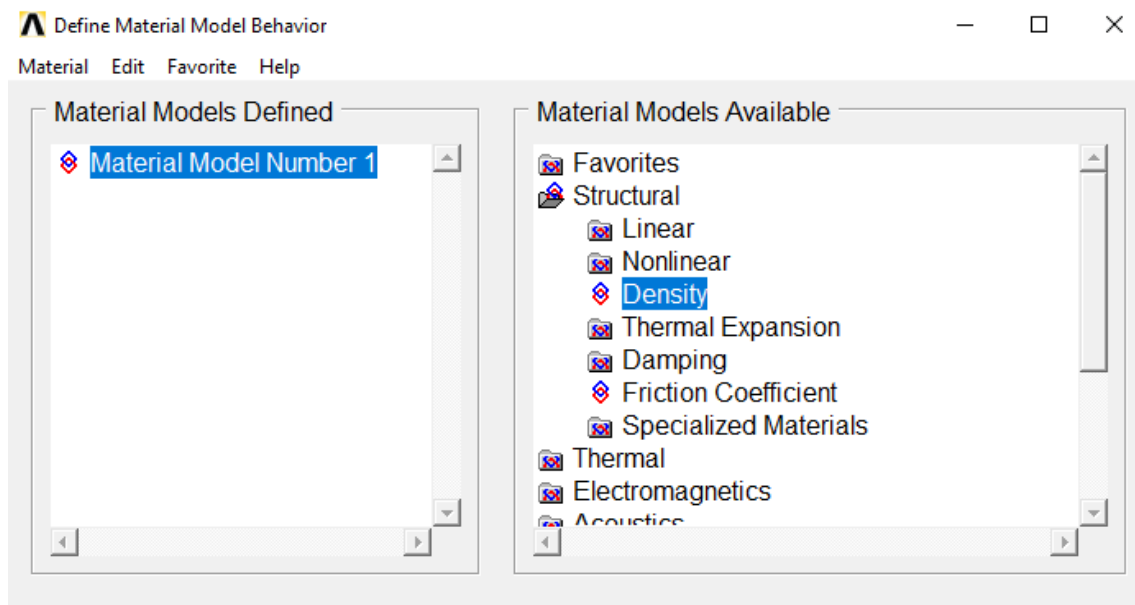 Define Material Model Behavior
Material Edit Favorite Help
Material Models Defined
Material Model Number 1
Material Models Available
Favorites
Structural
Linear
Nonlinear
Density
Thermal Expansion
Damping
Friction Coefficient
Specialized Materials
Thermal
Electromagnetics
Acoustics